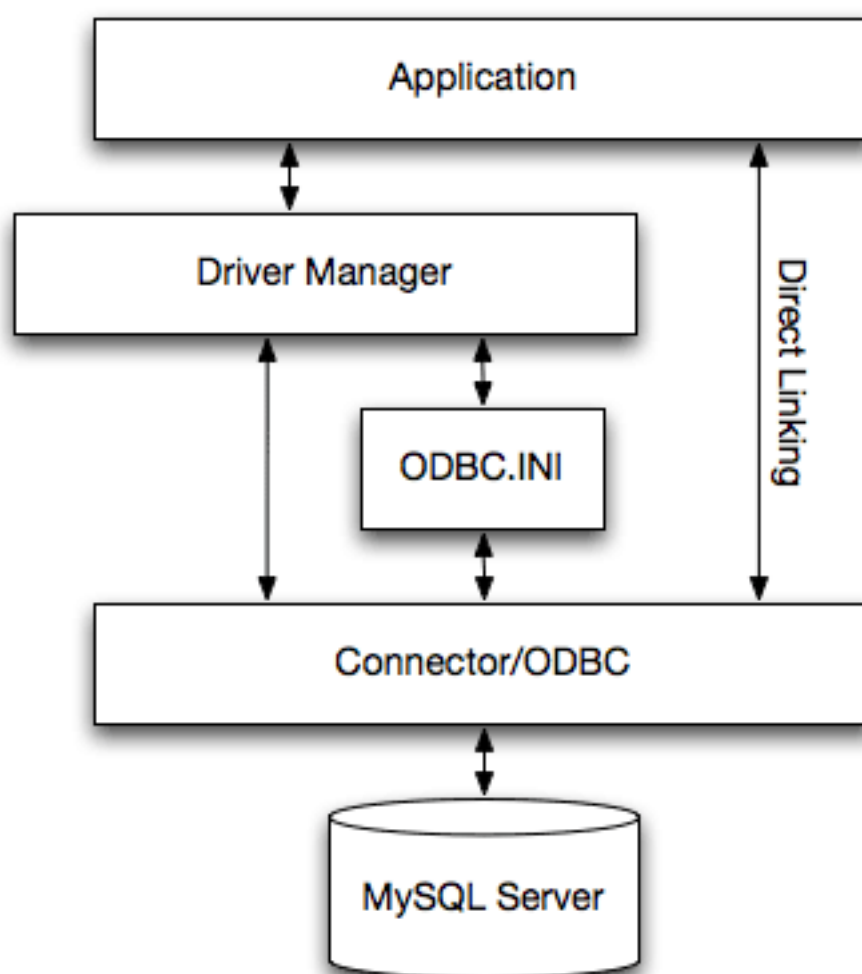 Application
Driver Manager
Direct Linking
ODBC.INI
Connector/ODBC
MySQL Server